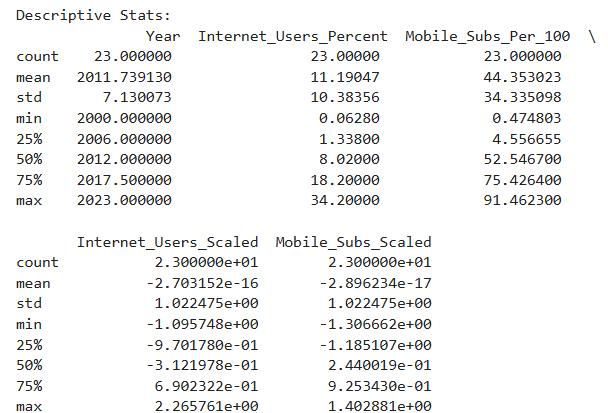 Descriptive Stats:
Year Internet_Users_Percent Mobile_Subs_Per_100 \
count 23.000000 23.00000 23.000000
mean 2011.739130 11.19047 44.353023
std 7.130073 10.38356 34.335098
min 2000.000000 0.06280 0.474803
25% 2006.000000 1.33800 4.556655
50% 2012.000000 8.02000 52.546700
75% 2017.500000 18.20000 75.426400
max 2023.000000 34.20000 91.462300
Internet_Users_Scaled Mobile_Subs_Scaled
count 2.300000e+01 2.300000e+01
mean -2.703152e-16 -2.896234e-17
std 1.022475e+00 1.022475e+00
min -1.095748e+00 -1.306662e+00
25% -9.701780e-01 -1.185107e+00
50% -3.121978e-01 2.440019e-01
75% 6.902322e-01 9.253430e-01
max 2.265761e+00 1.402881e+00